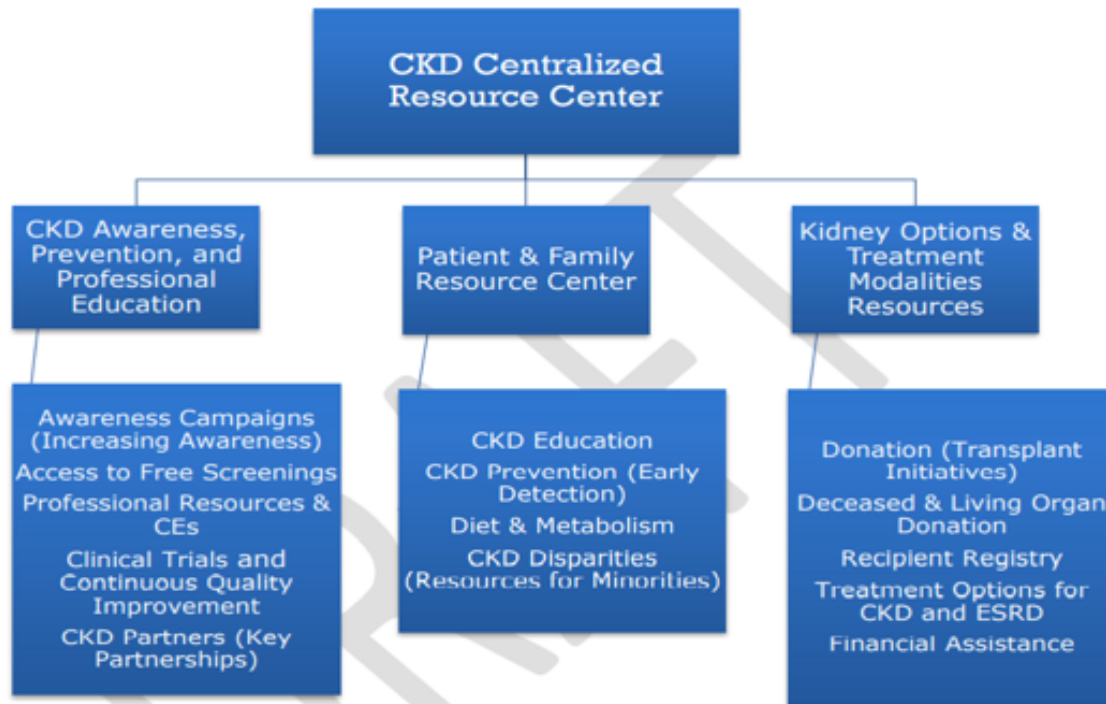 CKD Centralized
Resource Center
CKD Awareness,
Prevention, and
Professional
Education
Patient & Family
Resource Center
Kidney Options &
Treatment
Modalities
Resources
Awareness Campaigns
(Increasing Awareness)
Access to Free Screenings
Professional Resources &
CEs
Clinical Trials and
Continuous Quality
Improvement
CKD Partners (Key
Partnerships)
CKD Education
CKD Prevention (Early
Detection)
Diet & Metabolism
CKD Disparities
(Resources for Minorities)
Donation (Transplant
Initiatives)
Deceased & Living Organ
Donation
Recipient Registry
Treatment Options for
CKD and ESRD
Financial Assistance
DRAFT